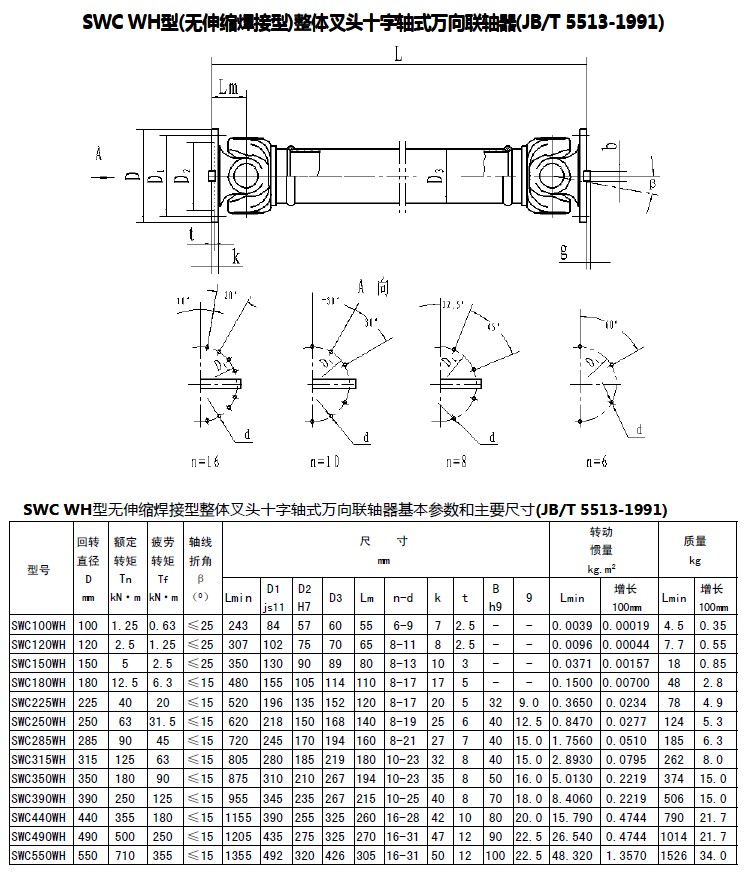 SWC WH型(无伸缩焊接型)整体叉头十字轴式万向联轴器(JB/T 5513-1991)
L
Lm
A
D
D1
D2
D3
b
β
t
k
g
A 向
10° 20° 30° 30° 22.5° 45° 60°
D1 D1 D1 D1
d d d d
n=16 n=10 n=8 n=6
SWC WH型无伸缩焊接型整体叉头十字轴式万向联轴器基本参数和主要尺寸(JB/T 5513-1991)
型号 回转直径 D mm 额定转矩 Tn kN·m 疲劳转矩 Tf kN·m 轴线折角 β (°) 尺 寸 mm 转动惯量 kg.m² 质量 kg
Lmin D1 js11 D2 H7 D3 Lm n-d k t B h9 9 Lmin 增长 100mm Lmin 增长 100mm
SWC100WH 100 1.25 0.63 ≤25 243 84 57 60 55 6-9 7 2.5 - - 0.0039 0.00019 4.5 0.35
SWC120WH 120 2.5 1.25 ≤25 307 102 75 70 65 8-11 8 2.5 - - 0.0096 0.00044 7.7 0.55
SWC150WH 150 5 2.5 ≤25 350 130 90 89 80 8-13 10 3 - - 0.0371 0.00157 18 0.85
SWC180WH 180 12.5 6.3 ≤15 480 155 105 114 110 8-17 17 5 - - 0.1500 0.00700 48 2.8
SWC225WH 225 40 20 ≤15 520 196 135 152 120 8-17 20 5 32 9.0 0.3650 0.0234 78 4.9
SWC250WH 250 63 31.5 ≤15 620 218 150 168 140 8-19 25 6 40 12.5 0.8470 0.0277 124 5.3
SWC285WH 285 90 45 ≤15 720 245 170 194 160 8-21 27 7 40 15.0 1.7560 0.0510 185 6.3
SWC315WH 315 125 63 ≤15 805 280 185 219 180 10-23 32 8 40 15.0 2.8930 0.0795 262 8.0
SWC350WH 350 180 90 ≤15 875 310 210 267 194 10-23 35 8 50 16.0 5.0130 0.2219 374 15.0
SWC390WH 390 250 125 ≤15 955 345 235 267 215 10-25 40 8 70 18.0 8.4060 0.2219 506 15.0
SWC440WH 440 355 180 ≤15 1155 390 255 325 260 16-28 42 10 80 20.0 15.790 0.4744 790 21.7
SWC490WH 490 500 250 ≤15 1205 435 275 325 270 16-31 47 12 90 22.5 26.540 0.4744 1014 21.7
SWC550WH 550 710 355 ≤15 1355 492 320 426 305 16-31 50 12 100 22.5 48.320 1.3570 1526 34.0